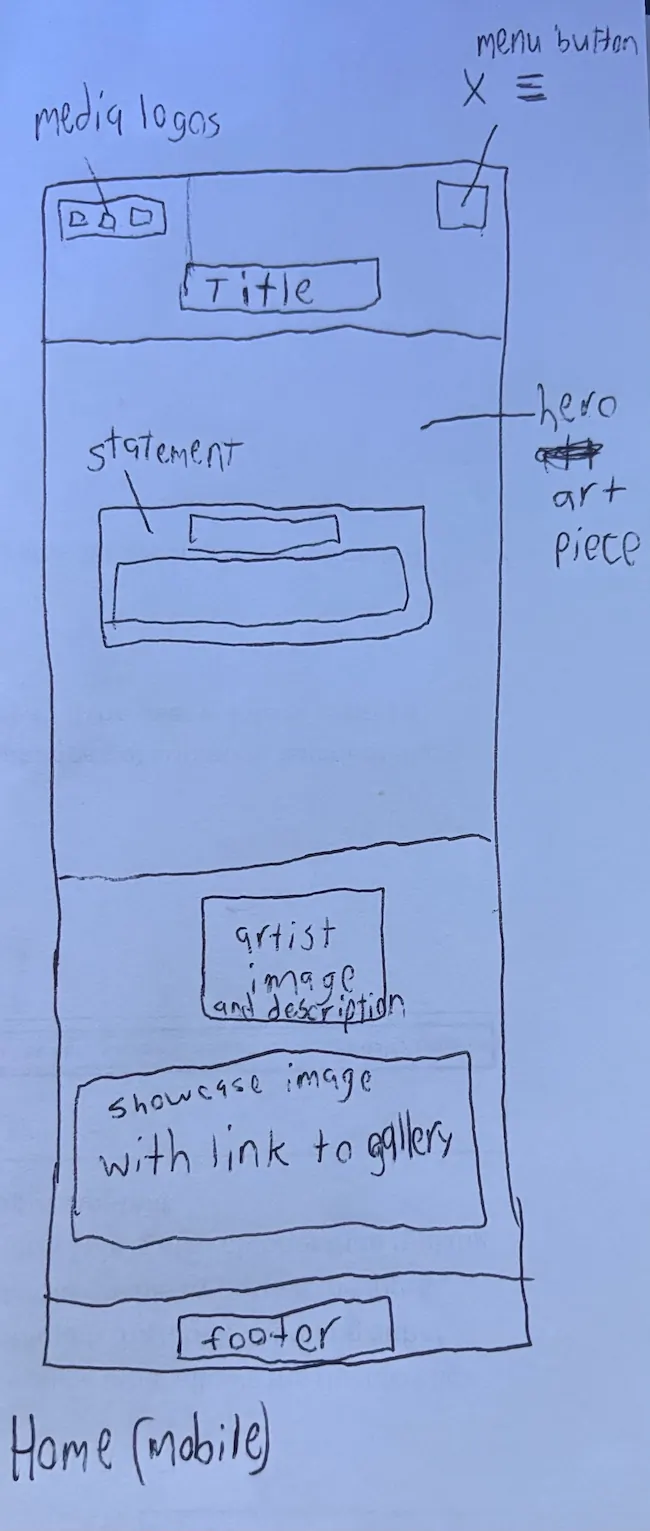 menu button
X ☰
media logos
Title
hero
art
piece
statement
artist
image
and description
showcase image
with link to gallery
footer
Home (mobile)